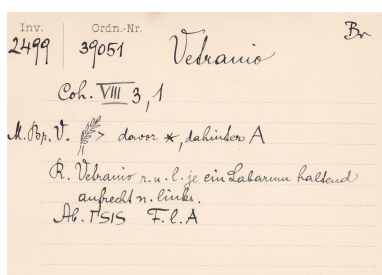 Inv. Ordn.-Nr. Br
2499 39051 Vetranio
Coh. VIII 3,1
M. Bp. V. > davor *, dahinter A
R. Vetranio r. u. l. je ein Labarum haltend
aufrecht n. links.
Ab. ΓSIS F.l.A